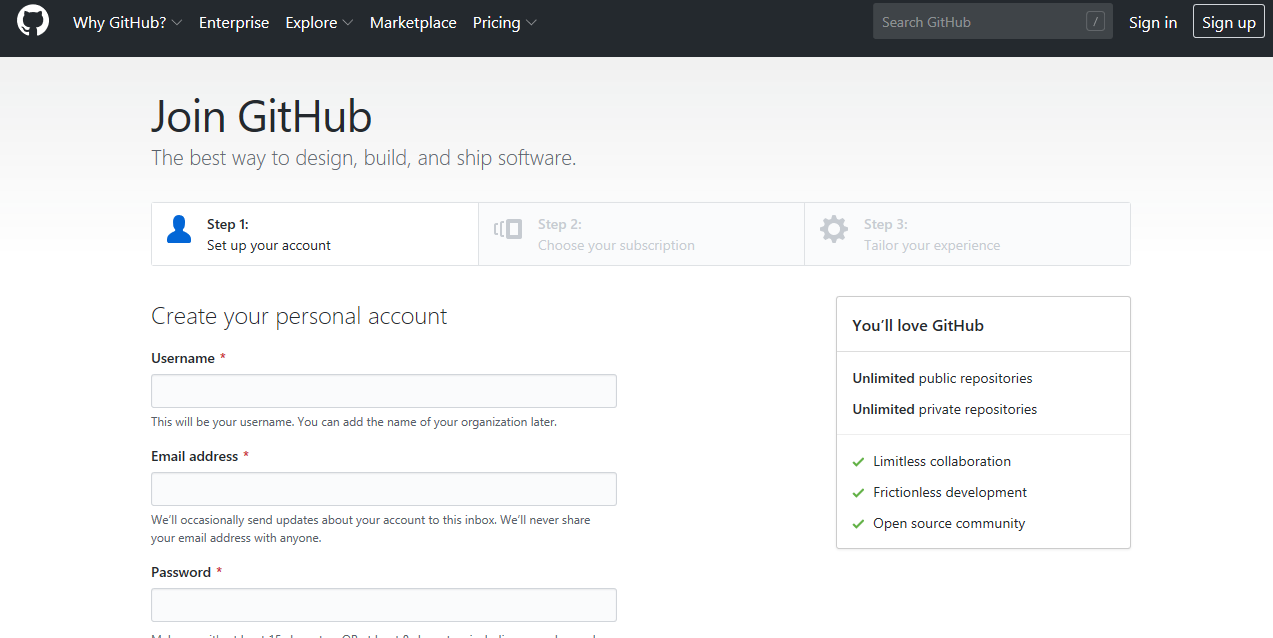 Why GitHub? Enterprise Explore Marketplace Pricing Search GitHub / Sign in Sign up
Join GitHub
The best way to design, build, and ship software.
Step 1:
Set up your account
Step 2:
Choose your subscription
Step 3:
Tailor your experience
Create your personal account
Username *
This will be your username. You can add the name of your organization later.
Email address *
We’ll occasionally send updates about your account to this inbox. We’ll never share
your email address with anyone.
Password *
You’ll love GitHub
Unlimited public repositories
Unlimited private repositories
Limitless collaboration
Frictionless development
Open source community